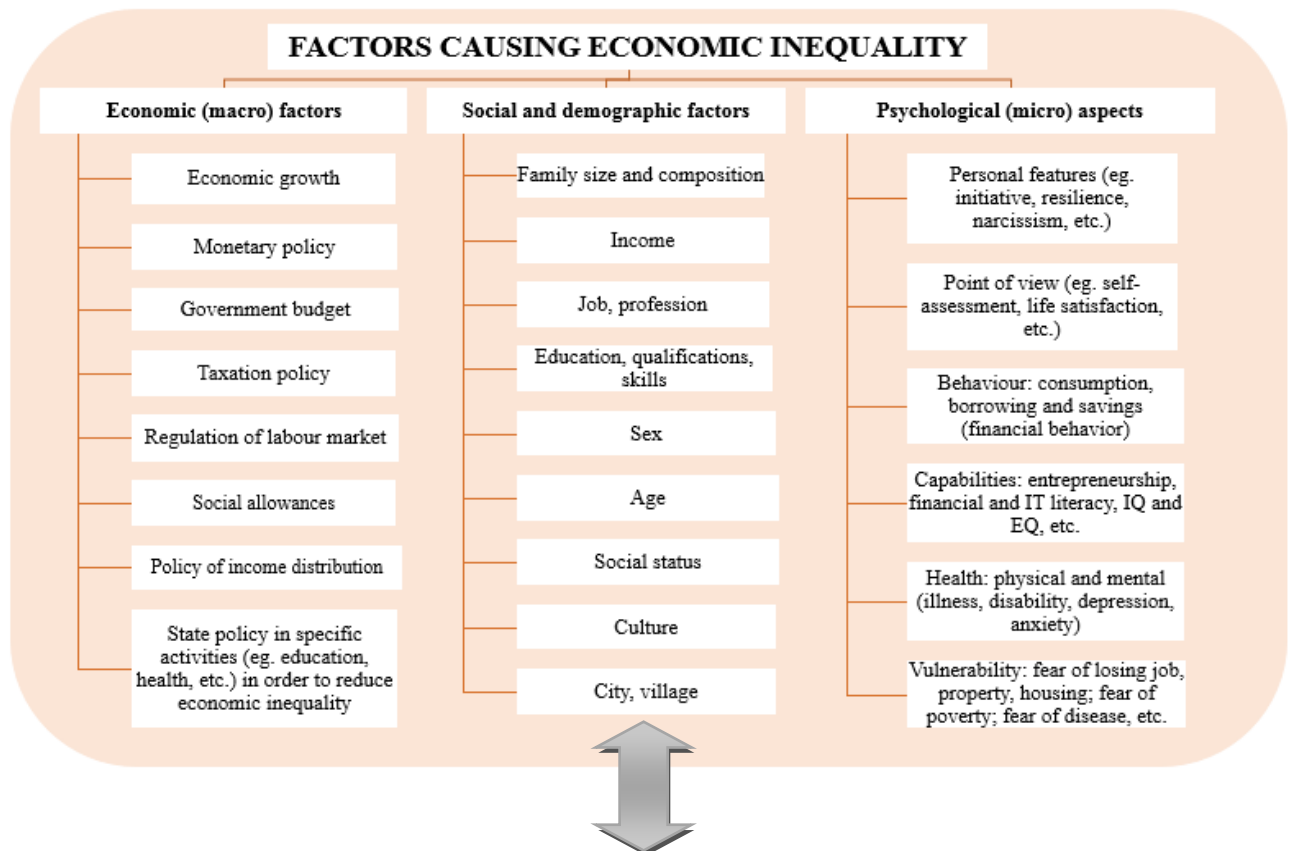 FACTORS CAUSING ECONOMIC INEQUALITY
Economic (macro) factors
Economic growth
Monetary policy
Government budget
Taxation policy
Regulation of labour market
Social allowances
Policy of income distribution
State policy in specific
activities (eg. education,
health, etc.) in order to reduce
economic inequality
Social and demographic factors
Family size and composition
Income
Job, profession
Education, qualifications,
skills
Sex
Age
Social status
Culture
City, village
Psychological (micro) aspects
Personal features (eg.
initiative, resilience,
narcissism, etc.)
Point of view (eg. self-
assessment, life satisfaction,
etc.)
Behaviour: consumption,
borrowing and savings
(financial behavior)
Capabilities: entrepreneurship,
financial and IT literacy, IQ and
EQ, etc.
Health: physical and mental
(illness, disability, depression,
anxiety)
Vulnerability: fear of losing job,
property, housing; fear of
poverty; fear of disease, etc.